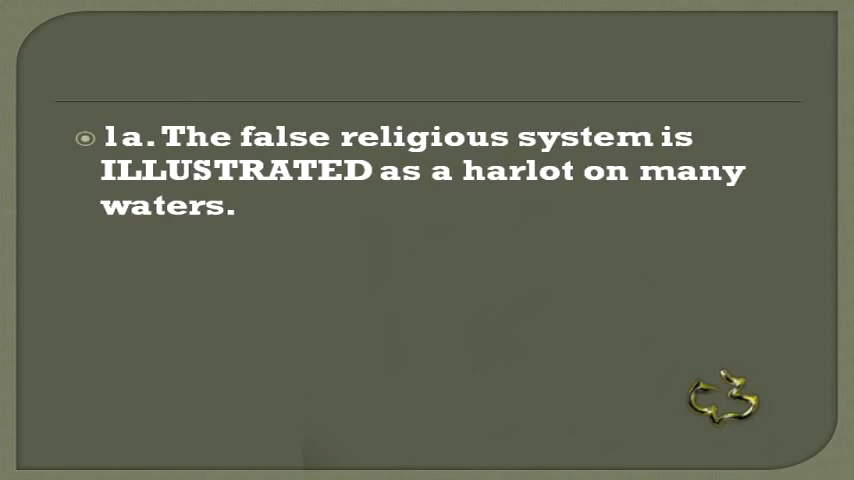 1a. The false religious system is
ILLUSTRATED as a harlot on many
waters.